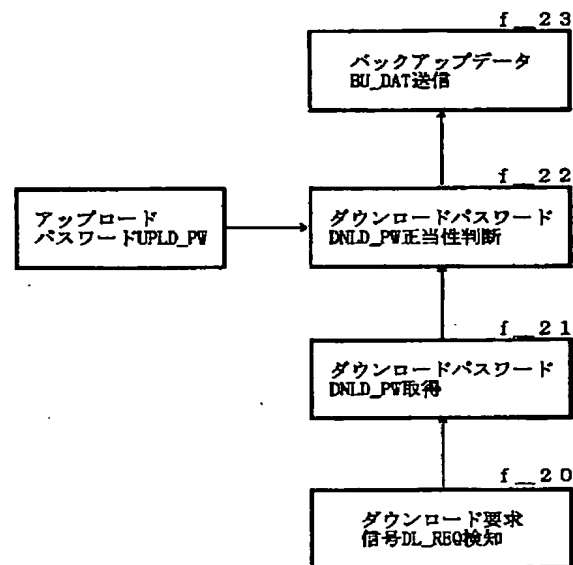 f_23
バックアップデータ
BU_DAT送信
f_22
アップロード
パスワードUPLD_PW
ダウンロードパスワード
DNLD_PW正当性判断
f_21
ダウンロードパスワード
DNLD_PW取得
f_20
ダウンロード要求
信号DL_REQ検知